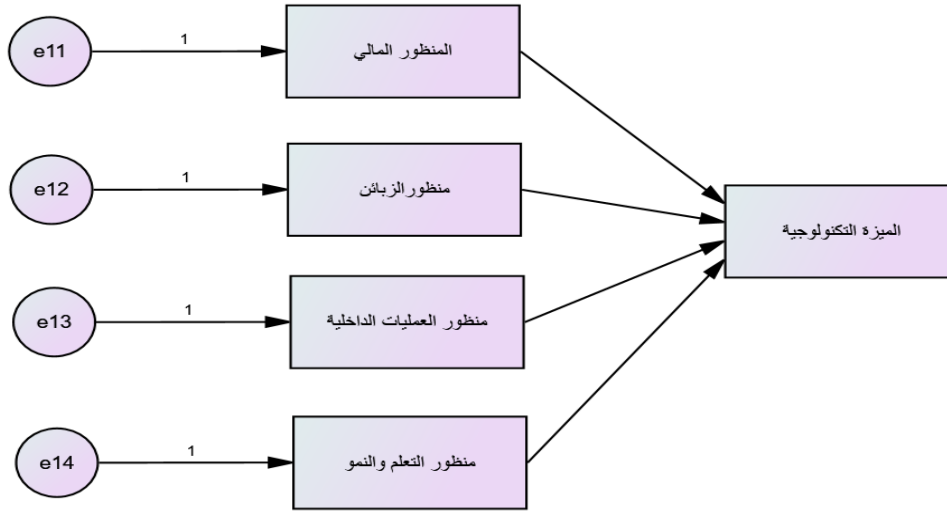 e11
1
المنظور المالي
e12
1
منظورالزبائن
الميزة التكنولوجية
e13
1
منظور العمليات الداخلية
e14
1
منظور التعلم والنمو